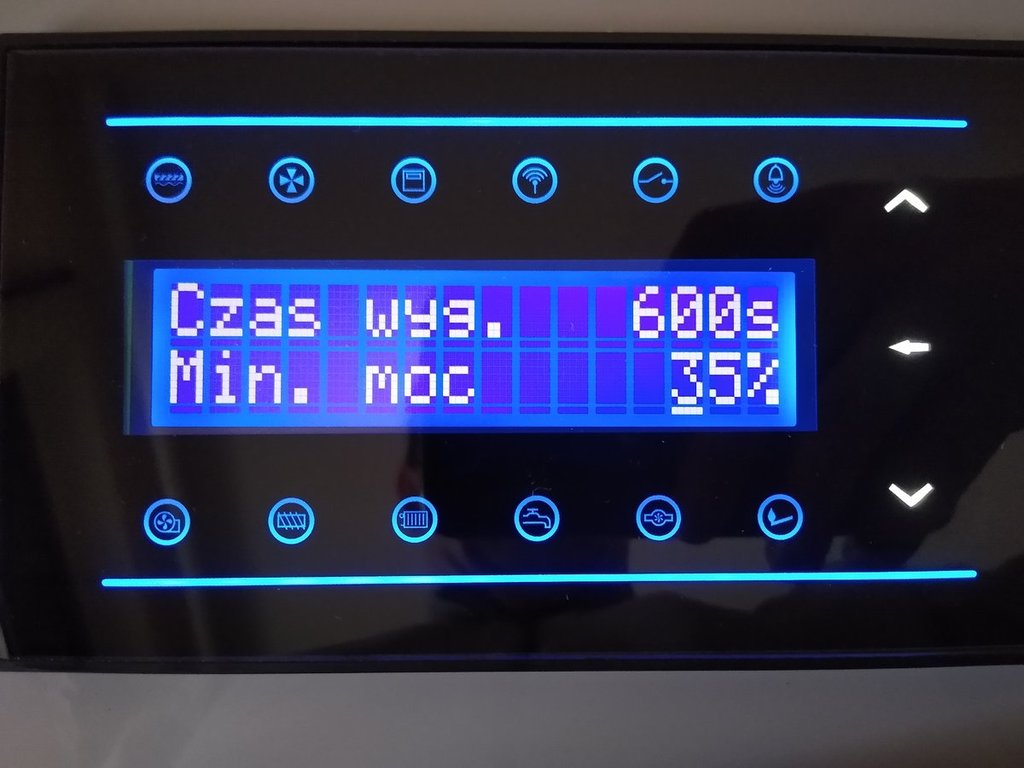 Czas wyg. 600s
Min. moc 35%